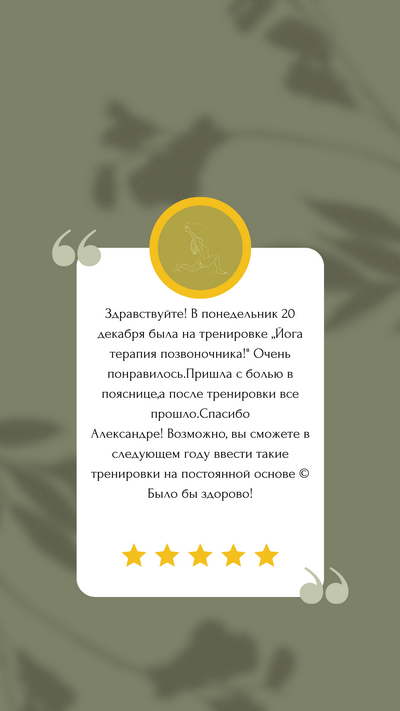 Здравствуйте! В понедельник 20
декабря была на тренировке „Йога
терапия позвоночника!" Очень
понравилось.Пришла с болью в
пояснице,а после тренировки все
прошло.Спасибо
Александре! Возможно, вы сможете в
следующем году ввести такие
тренировки на постоянной основе ©
Было бы здорово!